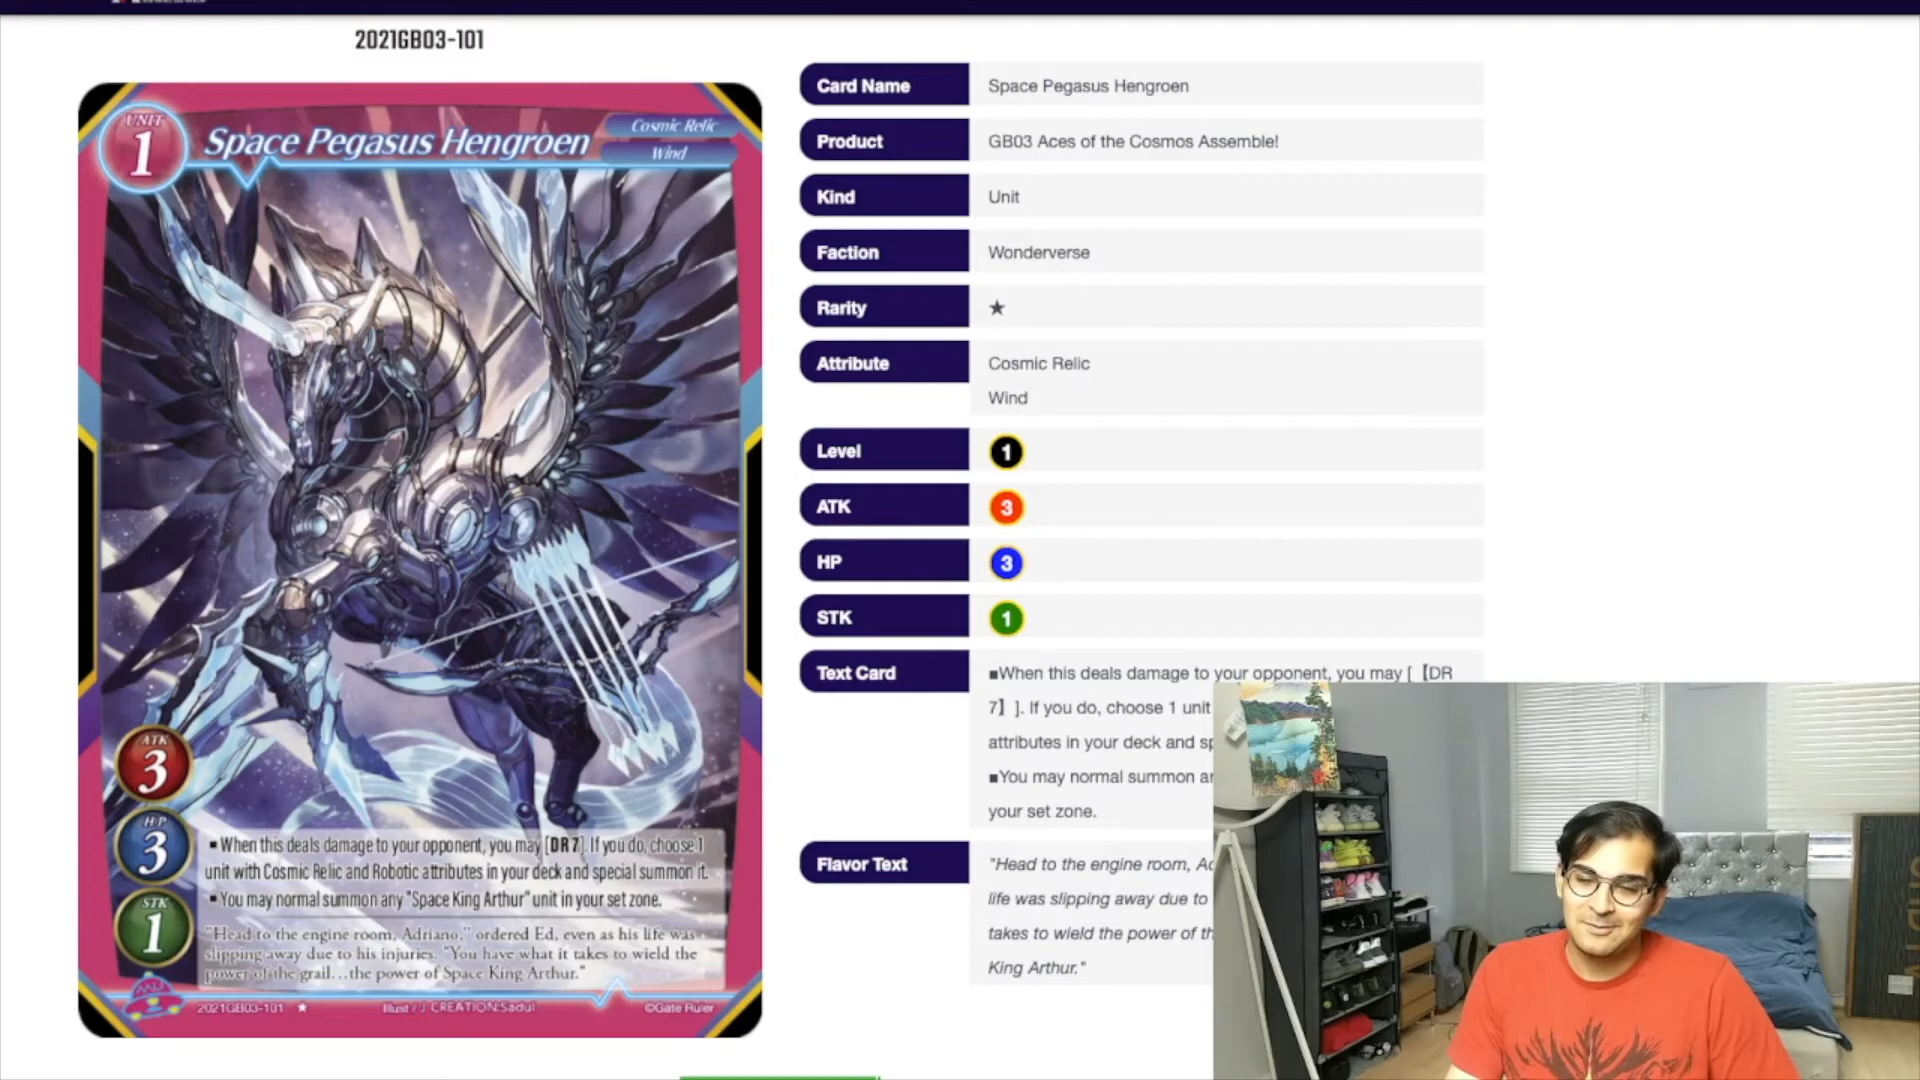 2021GB03-101
UNIT
1
Space Pegasus Hengroen
Cosmic Relic
Wind
ATK
3
HP
3
STK
1
▪When this deals damage to your opponent, you may [DR7]. If you do, choose 1
unit with Cosmic Relic and Robotic attributes in your deck and special summon it.
▪You may normal summon any "Space King Arthur" unit in your set zone.
"Head to the engine room, Adriano," ordered Ed, even as his life was
slipping away due to his injuries. "You have what it takes to wield the
power of the grail...the power of Space King Arthur."
2021GB03-101 ★ Illust / J CREATION:Sadul ©Gate Ruler
Card Name Space Pegasus Hengroen
Product GB03 Aces of the Cosmos Assemble!
Kind Unit
Faction Wonderverse
Rarity ★
Attribute Cosmic Relic
Wind
Level 1
ATK 3
HP 3
STK 1
Text Card ■When this deals damage to your opponent, you may [【DR
7】]. If you do, choose 1 unit
attributes in your deck and sp
■You may normal summon an
your set zone.
Flavor Text "Head to the engine room, Ad
life was slipping away due to
takes to wield the power of th
King Arthur."